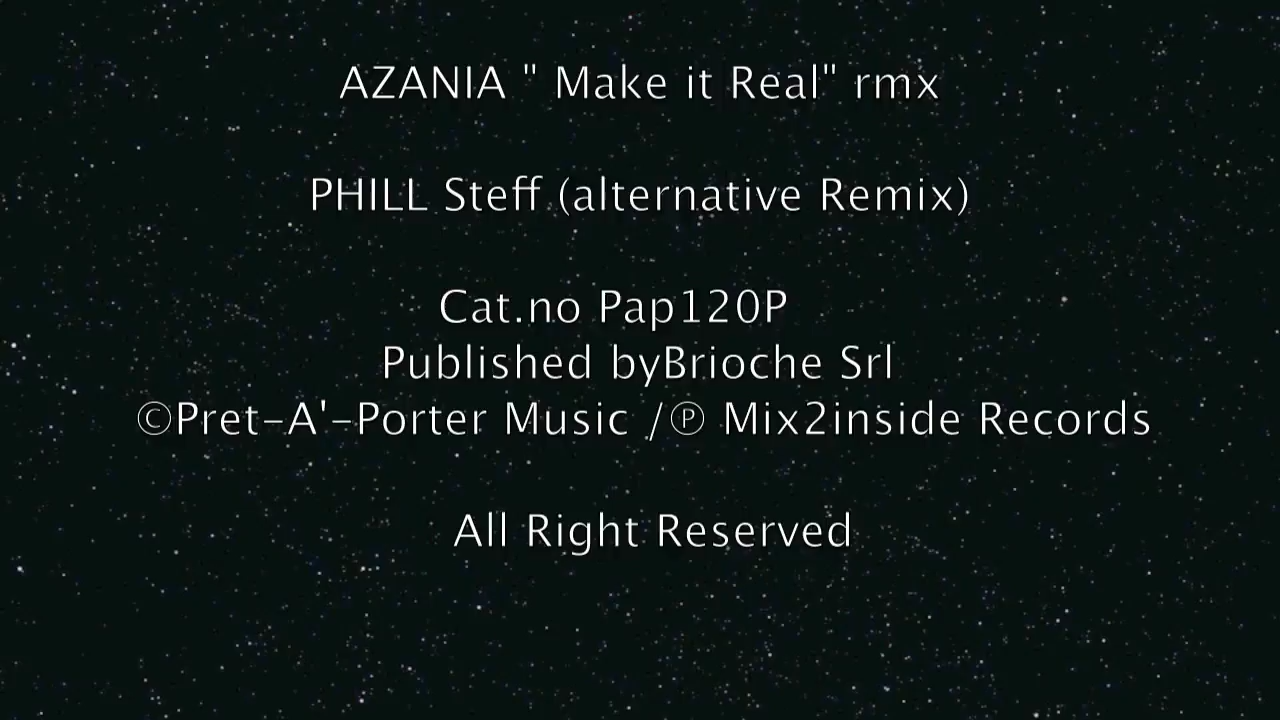 AZANIA " Make it Real" rmx
PHILL Steff (alternative Remix)
Cat.no Pap120P
Published byBrioche Srl
©Pret-A'-Porter Music /℗ Mix2inside Records
All Right Reserved